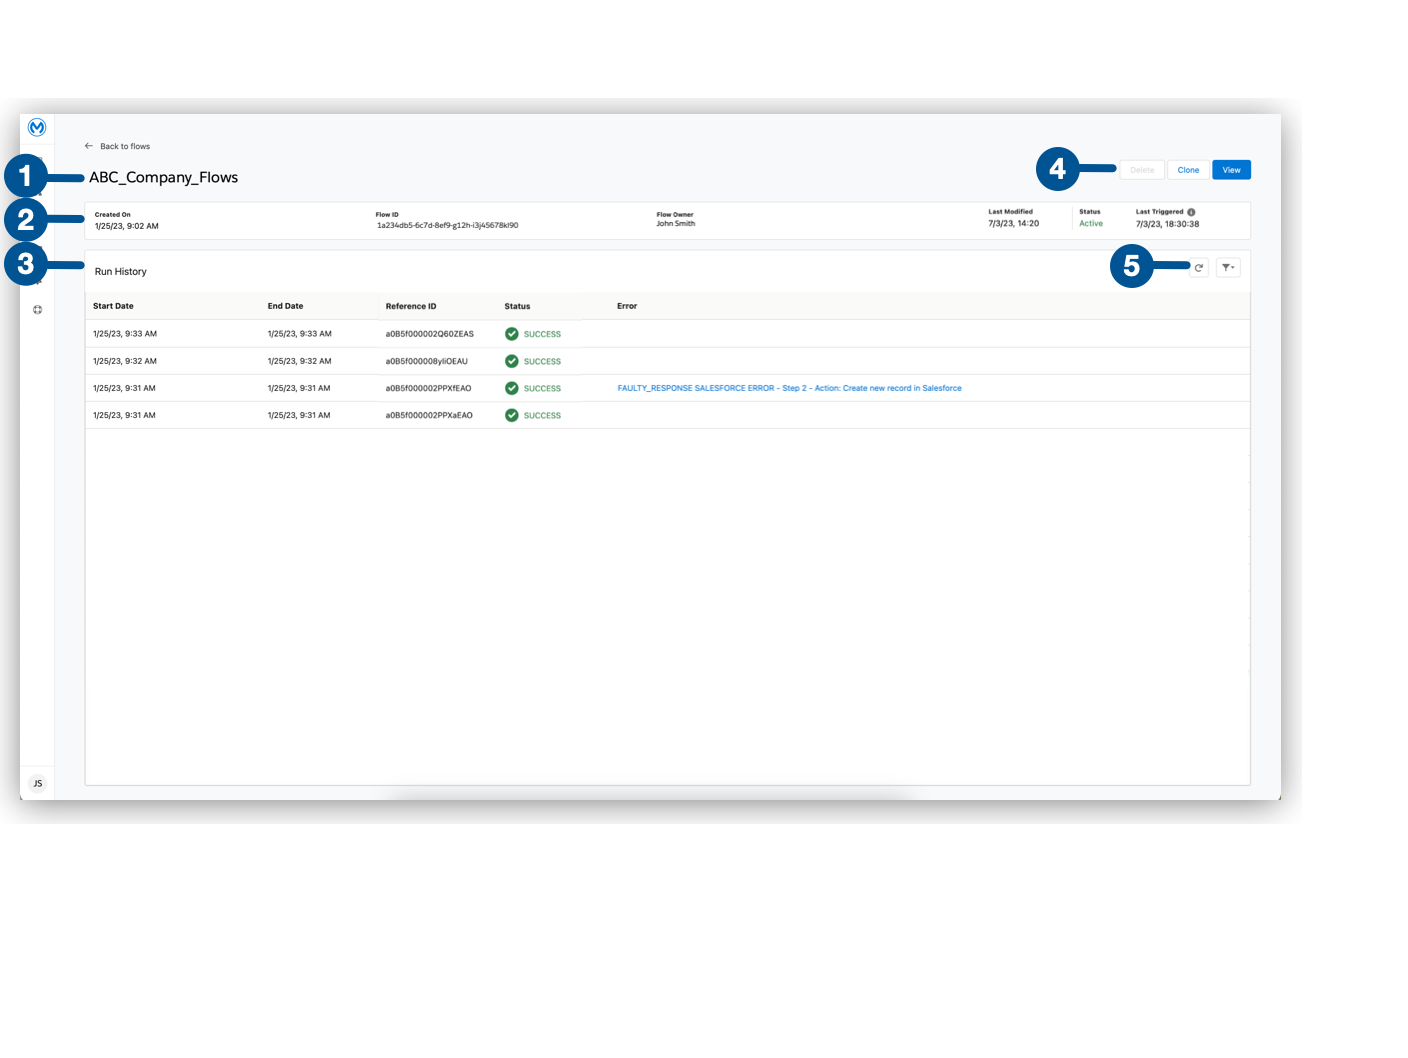 Back to flows
1 ABC_Company_Flows
4 Delete Clone View
2 Created On Flow ID Flow Owner Last Modified Status Last Triggered
1/25/23, 9:02 AM 1a234db5-6c7d-8ef9-g12h-i3j45678kl90 John Smith 7/3/23, 14:20 Active 7/3/23, 18:30:38
3 Run History 5
Start Date End Date Reference ID Status Error
1/25/23, 9:33 AM 1/25/23, 9:33 AM a0B5f000002Q60ZEAS SUCCESS
1/25/23, 9:32 AM 1/25/23, 9:32 AM a0B5f000008yliOEAU SUCCESS
1/25/23, 9:31 AM 1/25/23, 9:31 AM a0B5f000002PPXfEAO SUCCESS FAULTY_RESPONSE SALESFORCE ERROR - Step 2 - Action: Create new record in Salesforce
1/25/23, 9:31 AM 1/25/23, 9:31 AM a0B5f000002PPXaEAO SUCCESS
JS